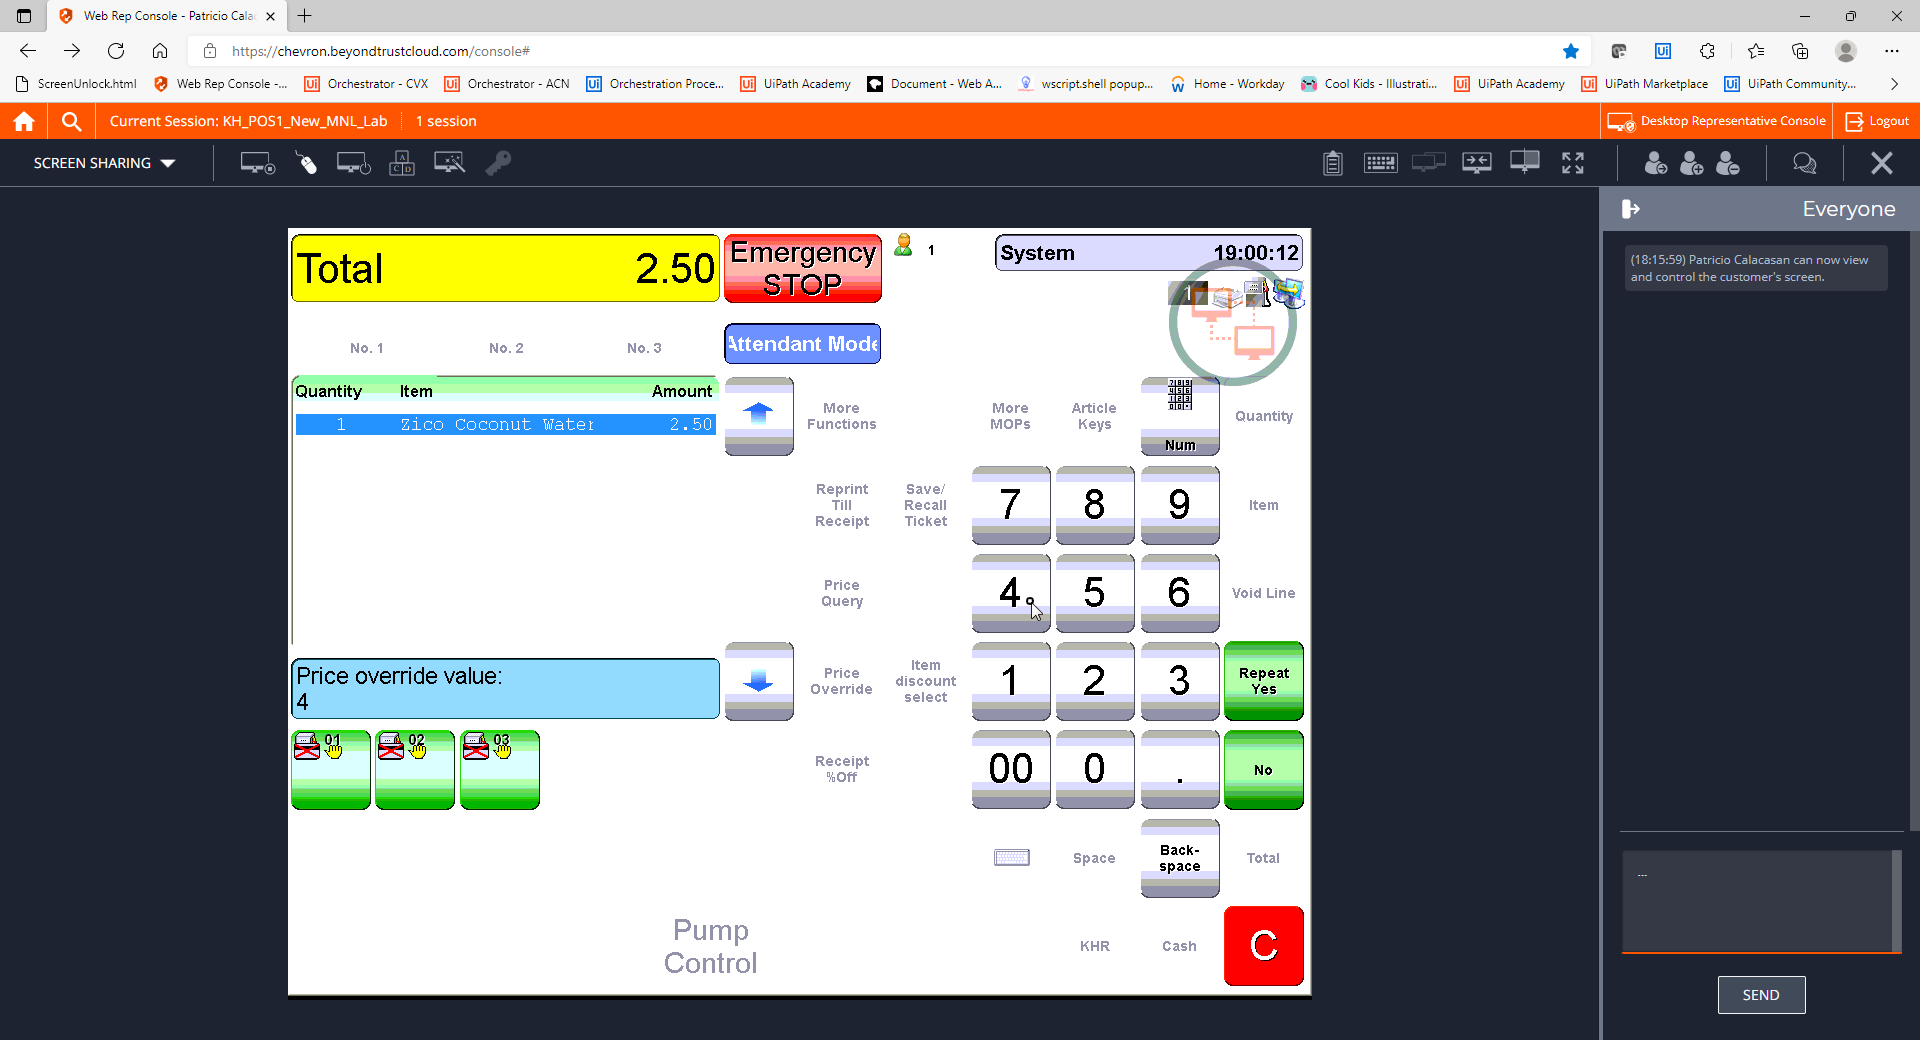 Web Rep Console - Patricio Cala
https://chevron.beyondtrustcloud.com/console#
ScreenUnlock.html
Web Rep Console -...
Orchestrator - CVX
Orchestrator - ACN
Orchestration Proce...
UiPath Academy
Document - Web A...
wscript.shell popup...
Home - Workday
Cool Kids - Illustrati...
UiPath Academy
UiPath Marketplace
UiPath Community...
Current Session: KH_POS1_New_MNL_Lab
1 session
Desktop Representative Console
Logout
SCREEN SHARING
Everyone
(18:15:59) Patricio Calacasan can now view
and control the customer's screen.
Total 2.50
Emergency
STOP
1
System 19:00:12
1
No. 1
No. 2
No. 3
Attendant Mode
Quantity Item Amount
1 Zico Coconut Water 2.50
More
Functions
More
MOPs
Article
Keys
Num
Quantity
Reprint
Till
Receipt
Save/
Recall
Ticket
7
8
9
Item
Price
Query
4
5
6
Void Line
Price override value:
4
Price
Override
Item
discount
select
1
2
3
Repeat
Yes
01
02
03
Receipt
%Off
00
0
.
No
Space
Back-
space
Total
Pump
Control
KHR
Cash
C
...
SEND